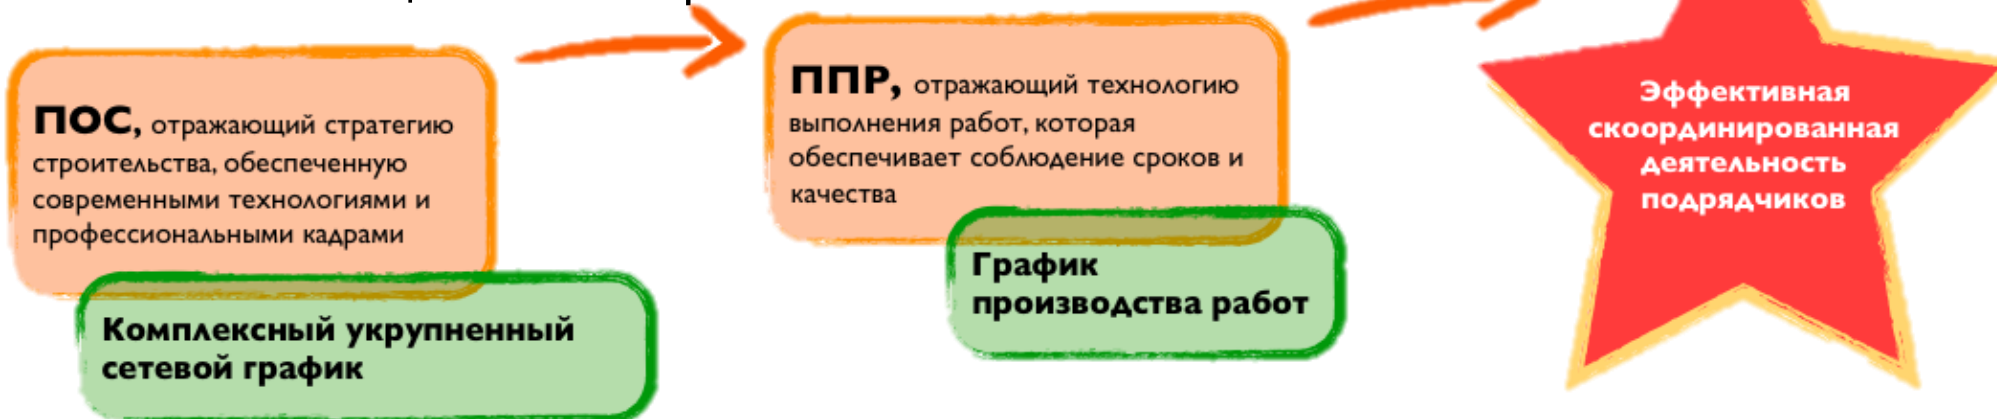 ПОС, отражающий стратегию
строительства, обеспеченную
современными технологиями и
профессиональными кадрами
Комплексный укрупненный
сетевой график
ППР, отражающий технологию
выполнения работ, которая
обеспечивает соблюдение сроков и
качества
График
производства работ
Эффективная
скоординированная
деятельность
подрядчиков